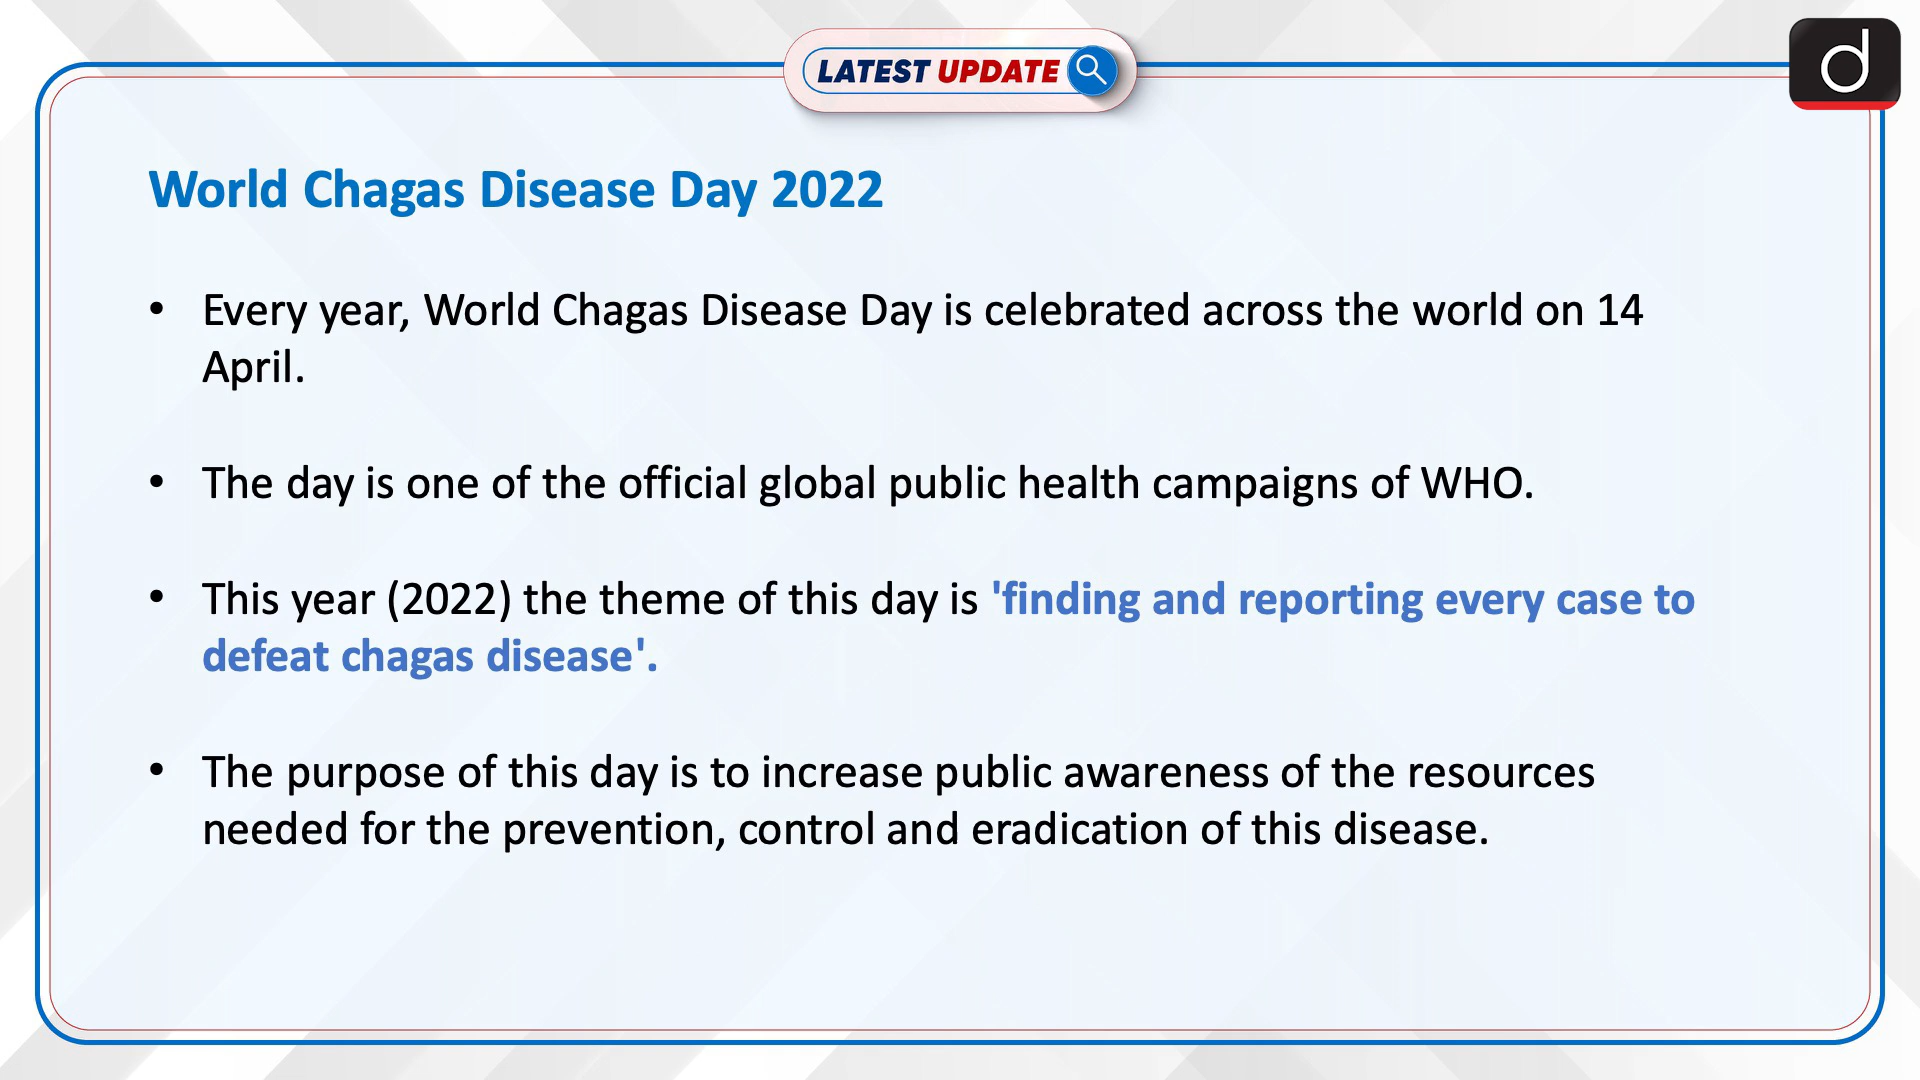 LATEST UPDATE
d
World Chagas Disease Day 2022
• Every year, World Chagas Disease Day is celebrated across the world on 14
April.
• The day is one of the official global public health campaigns of WHO.
• This year (2022) the theme of this day is 'finding and reporting every case to
defeat chagas disease'.
• The purpose of this day is to increase public awareness of the resources
needed for the prevention, control and eradication of this disease.